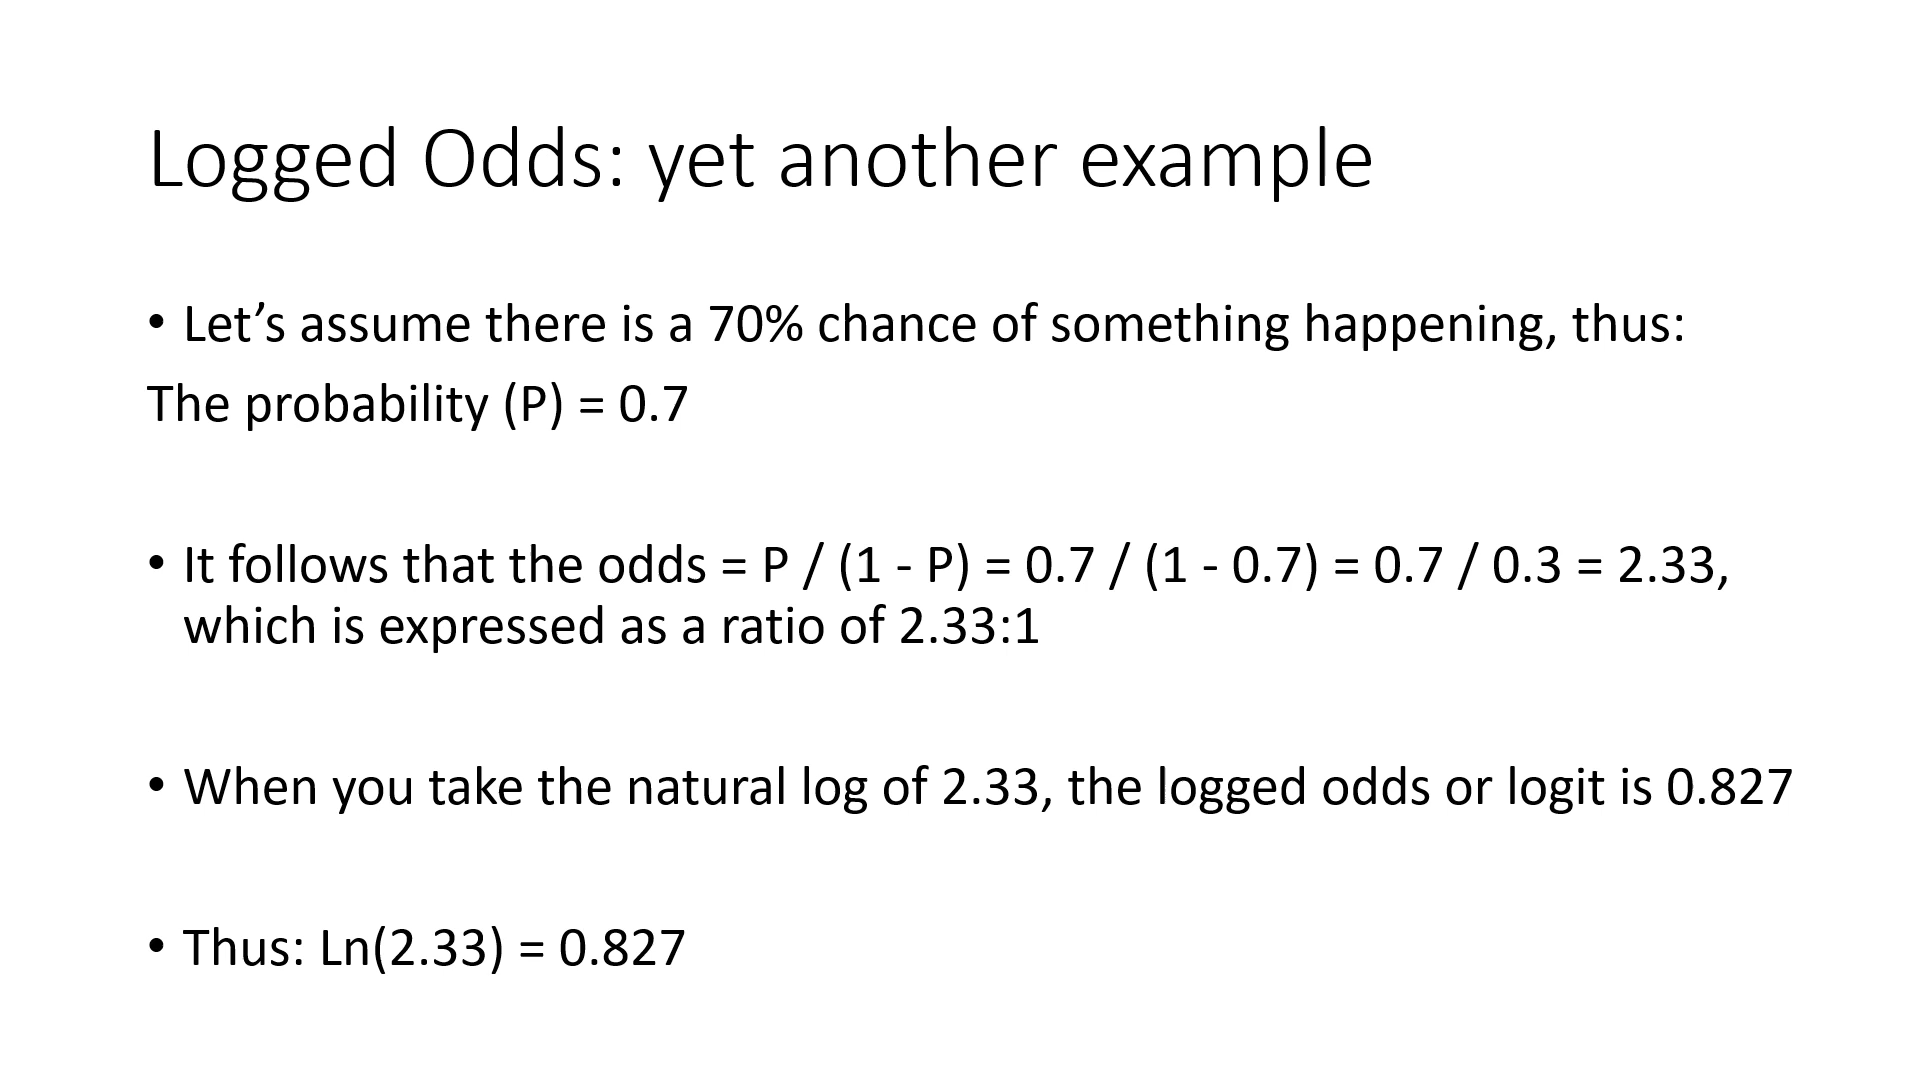 Logged Odds: yet another example
• Let’s assume there is a 70% chance of something happening, thus:
The probability (P) = 0.7
• It follows that the odds = P / (1 - P) = 0.7 / (1 - 0.7) = 0.7 / 0.3 = 2.33,
which is expressed as a ratio of 2.33:1
• When you take the natural log of 2.33, the logged odds or logit is 0.827
• Thus: Ln(2.33) = 0.827